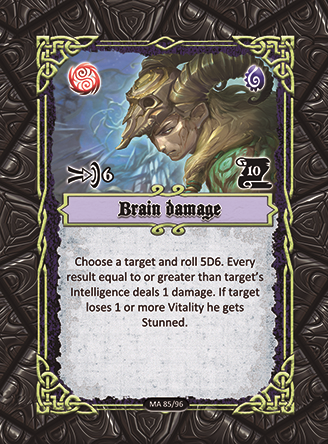 6
10
Brain damage
Choose a target and roll 5D6. Every
result equal to or greater than target's
Intelligence deals 1 damage. If target
loses 1 or more Vitality he gets
Stunned.
MA 85/96